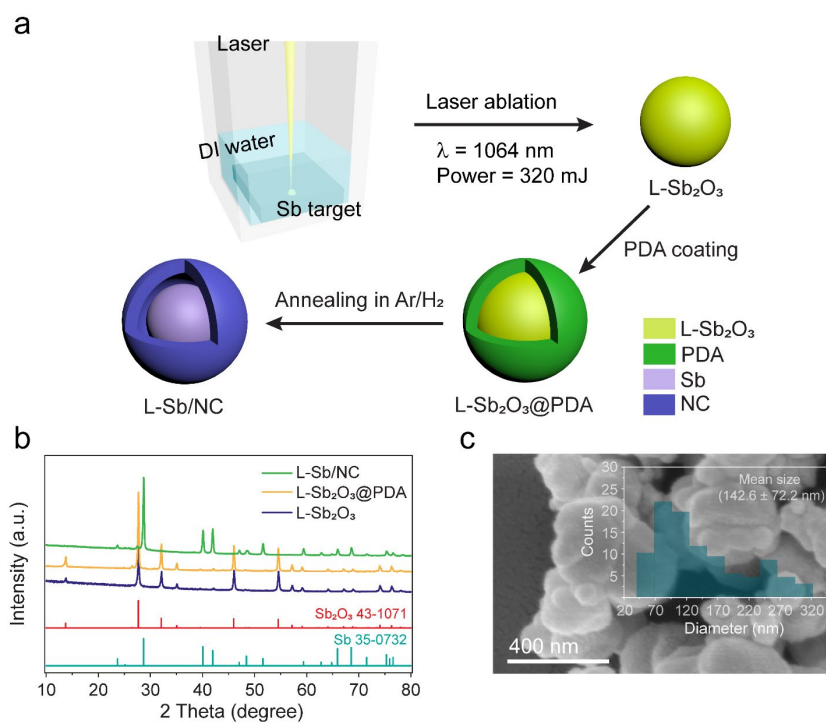 a
Laser
DI water
Sb target
Laser ablation
λ = 1064 nm
Power = 320 mJ
L-Sb₂O₃
PDA coating
Annealing in Ar/H₂
L-Sb/NC
L-Sb₂O₃@PDA
L-Sb₂O₃
PDA
Sb
NC
b
L-Sb/NC
L-Sb₂O₃@PDA
L-Sb₂O₃
Sb₂O₃ 43-1071
Sb 35-0732
Intensity (a.u.)
10 20 30 40 50 60 70 80
2 Theta (degree)
c
Mean size
(142.6 ± 72.2 nm)
30
25
20
15
10
5
Counts
20 70 120 170 220 270 320
Diameter (nm)
400 nm